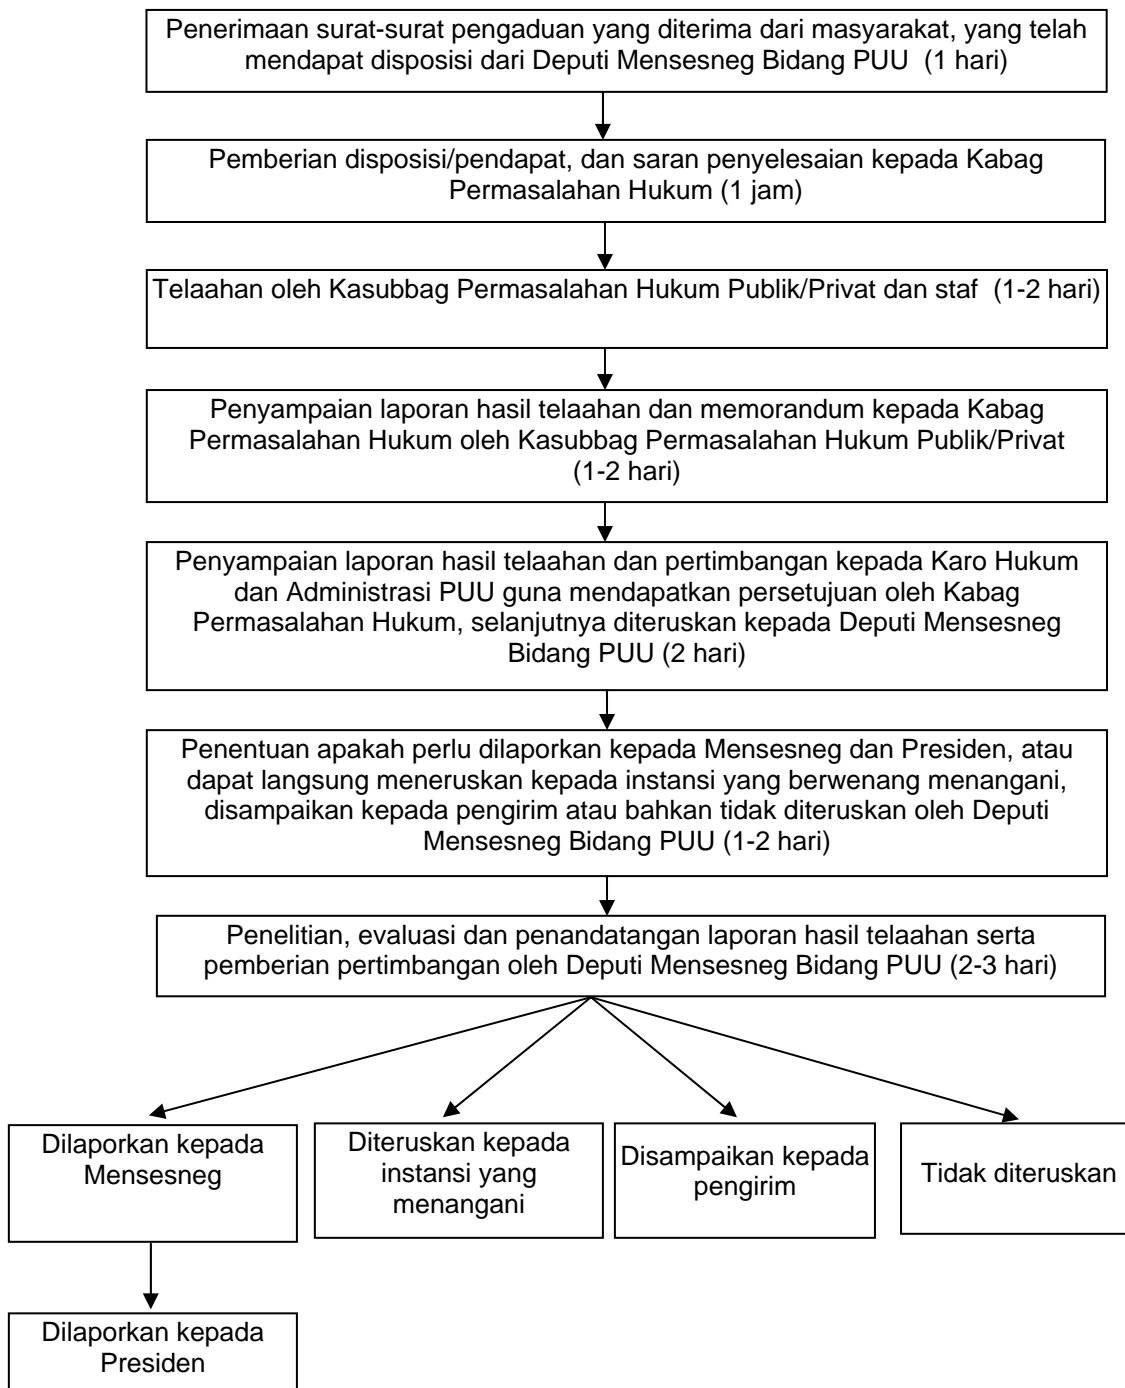 Penerimaan surat-surat pengaduan yang diterima dari masyarakat, yang telah
mendapat disposisi dari Deputi Mensesneg Bidang PUU  (1 hari)
Pemberian disposisi/pendapat, dan saran penyelesaian kepada Kabag
Permasalahan Hukum (1 jam)
Telaahan oleh Kasubbag Permasalahan Hukum Publik/Privat dan staf  (1-2 hari)
Penyampaian laporan hasil telaahan dan memorandum kepada Kabag
Permasalahan Hukum oleh Kasubbag Permasalahan Hukum Publik/Privat
(1-2 hari)
Penyampaian laporan hasil telaahan dan pertimbangan kepada Karo Hukum
dan Administrasi PUU guna mendapatkan persetujuan oleh Kabag
Permasalahan Hukum, selanjutnya diteruskan kepada Deputi Mensesneg
Bidang PUU (2 hari)
Penentuan apakah perlu dilaporkan kepada Mensesneg dan Presiden, atau
dapat langsung meneruskan kepada instansi yang berwenang menangani,
disampaikan kepada pengirim atau bahkan tidak diteruskan oleh Deputi
Mensesneg Bidang PUU (1-2 hari)
Penelitian, evaluasi dan penandatangan laporan hasil telaahan serta
pemberian pertimbangan oleh Deputi Mensesneg Bidang PUU (2-3 hari)
Dilaporkan kepada
Mensesneg
Diteruskan kepada
instansi yang
menangani
Disampaikan kepada
pengirim
Tidak diteruskan
Dilaporkan kepada
Presiden